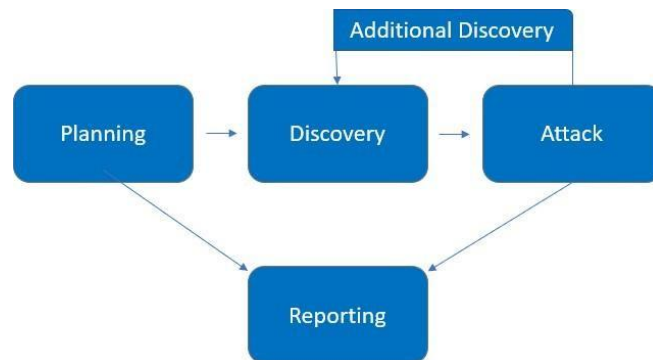 Additional Discovery
Planning
Discovery
Attack
Reporting